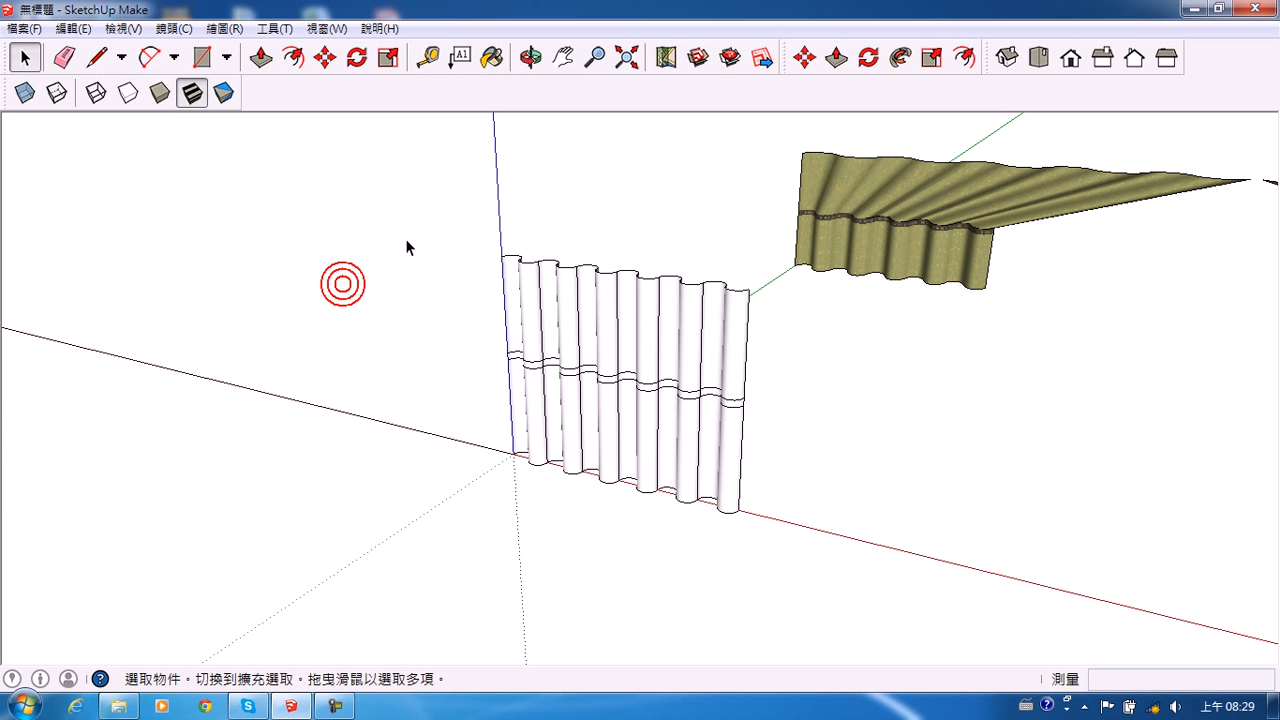 無標題 - SketchUp Make
檔案(F) 編輯(E) 檢視(V) 鏡頭(C) 繪圖(R) 工具(T) 視窗(W) 說明(H)
A1
選取物件。切換到擴充選取。拖曳滑鼠以選取多項。 測量
上午 08:29